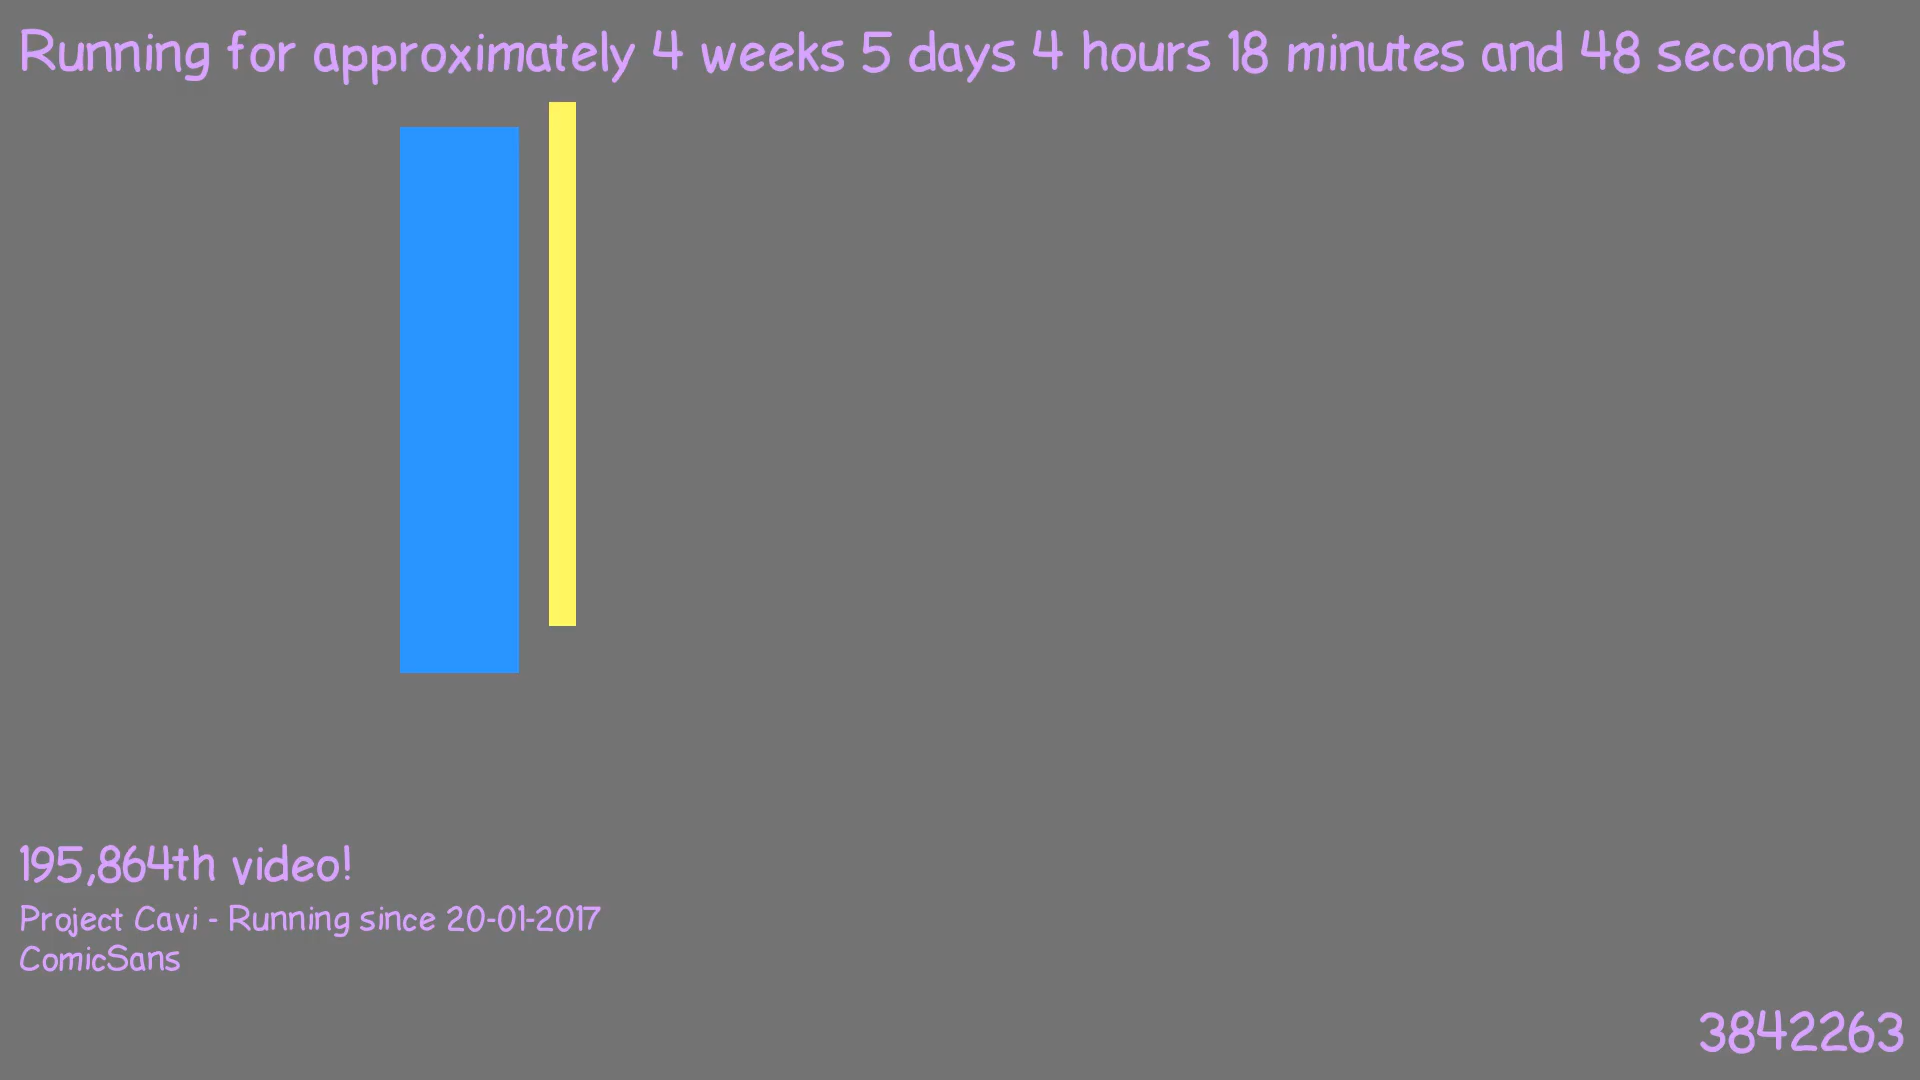 Running for approximately 4 weeks 5 days 4 hours 18 minutes and 48 seconds
195,864th video!
Project Cavi - Running since 20-01-2017
ComicSans
3842263